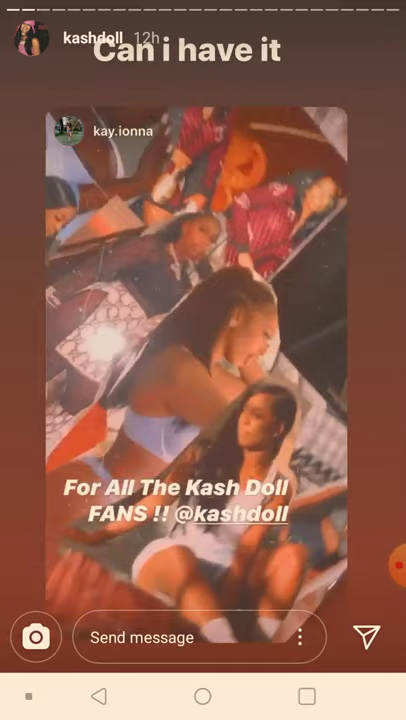 kashdoll 12h
Can i have it
kay.ionna
For All The Kash Doll
FANS !! @kashdoll
Send message